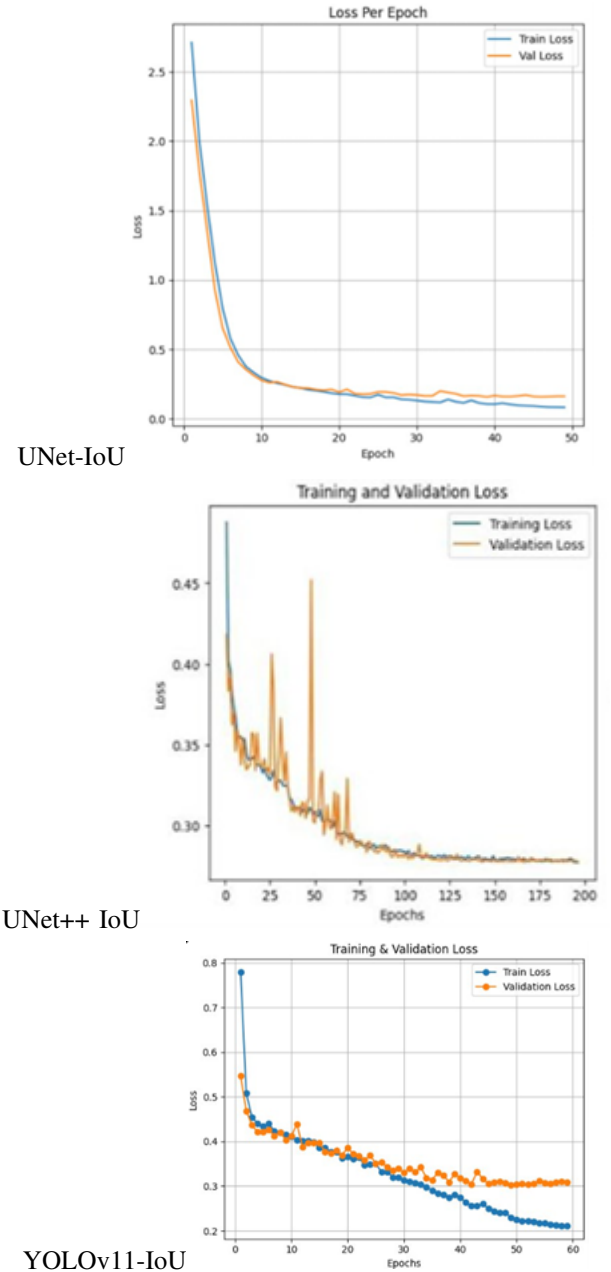 Loss Per Epoch
Train Loss
Val Loss
2.5
2.0
1.5
1.0
0.5
0.0
Loss
0 10 20 30 40 50
Epoch
UNet-IoU
Training and Validation Loss
Training Loss
Validation Loss
0.45
0.40
0.35
0.30
Loss
0 25 50 75 100 125 150 175 200
Epochs
UNet++ IoU
Training & Validation Loss
Train Loss
Validation Loss
0.8
0.7
0.6
0.5
0.4
0.3
0.2
Loss
0 10 20 30 40 50 60
Epochs
YOLOv11-IoU